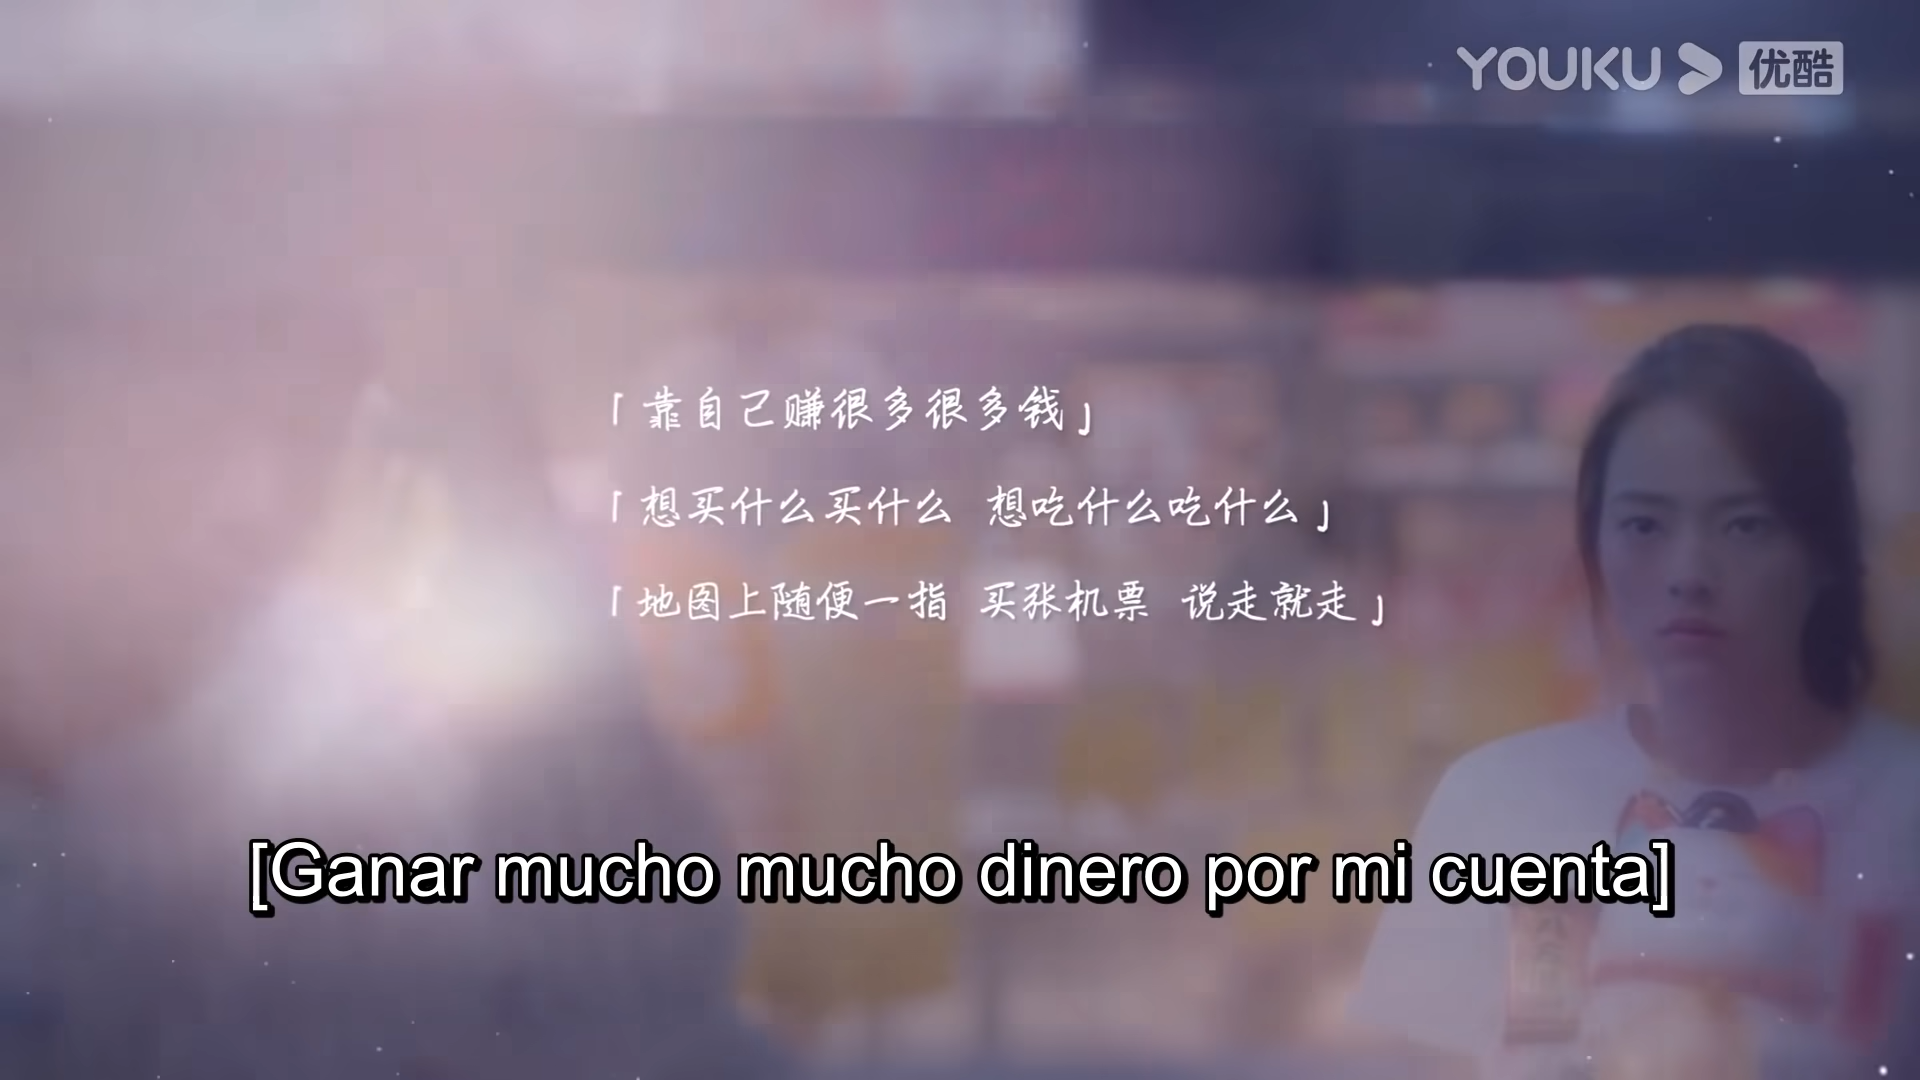 YOUKU 优酷
「靠自己赚很多很多钱」
「想买什么买什么 想吃什么吃什么」
「地图上随便一指 买张机票 说走就走」
[Ganar mucho mucho dinero por mi cuenta]